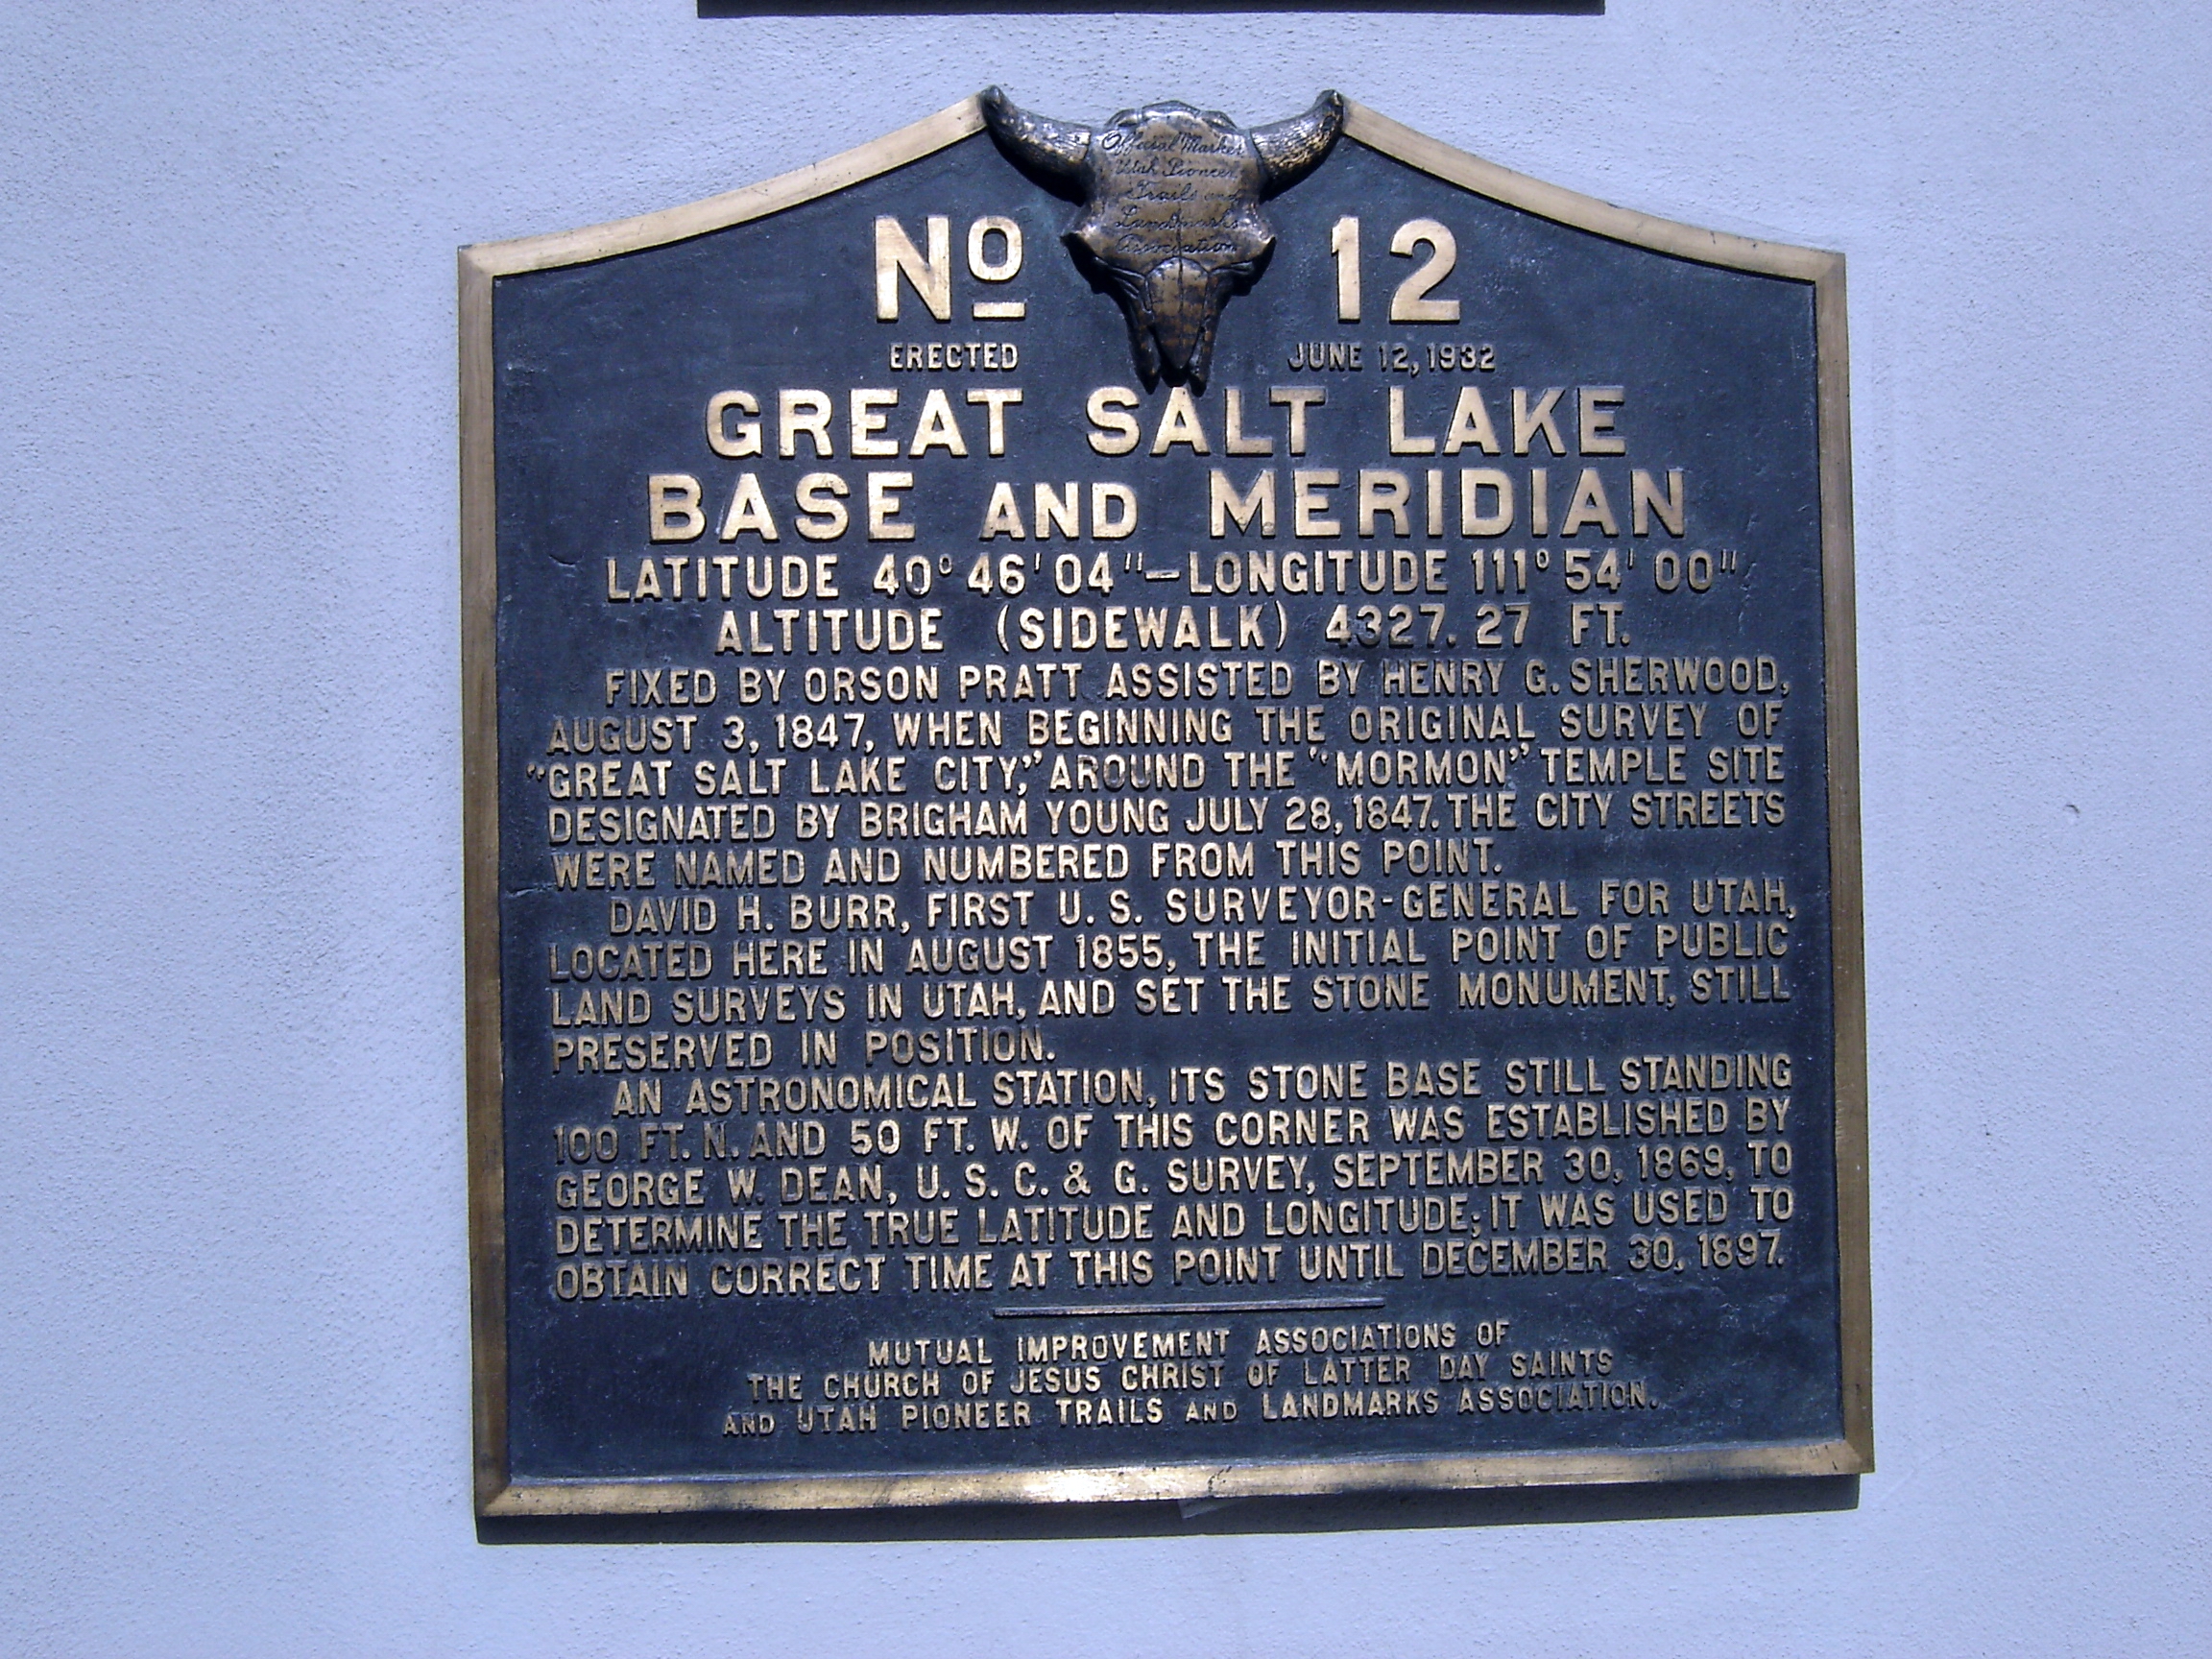 Official Marker
Utah Pioneer
Trails and
Landmarks
Association
No 12
ERECTED JUNE 12, 1932
GREAT SALT LAKE
BASE AND MERIDIAN
LATITUDE 40° 46' 04" – LONGITUDE 111° 54' 00"
ALTITUDE (SIDEWALK) 4327.27 FT.
FIXED BY ORSON PRATT ASSISTED BY HENRY G. SHERWOOD,
AUGUST 3, 1847, WHEN BEGINNING THE ORIGINAL SURVEY OF
"GREAT SALT LAKE CITY," AROUND THE "MORMON" TEMPLE SITE
DESIGNATED BY BRIGHAM YOUNG JULY 28, 1847. THE CITY STREETS
WERE NAMED AND NUMBERED FROM THIS POINT.
DAVID H. BURR, FIRST U. S. SURVEYOR-GENERAL FOR UTAH,
LOCATED HERE IN AUGUST 1855, THE INITIAL POINT OF PUBLIC
LAND SURVEYS IN UTAH, AND SET THE STONE MONUMENT, STILL
PRESERVED IN POSITION.
AN ASTRONOMICAL STATION, ITS STONE BASE STILL STANDING
100 FT. N. AND 50 FT. W. OF THIS CORNER WAS ESTABLISHED BY
GEORGE W. DEAN, U. S. C. & G. SURVEY, SEPTEMBER 30, 1869, TO
DETERMINE THE TRUE LATITUDE AND LONGITUDE; IT WAS USED TO
OBTAIN CORRECT TIME AT THIS POINT UNTIL DECEMBER 30, 1897.
MUTUAL IMPROVEMENT ASSOCIATIONS OF
THE CHURCH OF JESUS CHRIST OF LATTER DAY SAINTS
AND UTAH PIONEER TRAILS AND LANDMARKS ASSOCIATION.